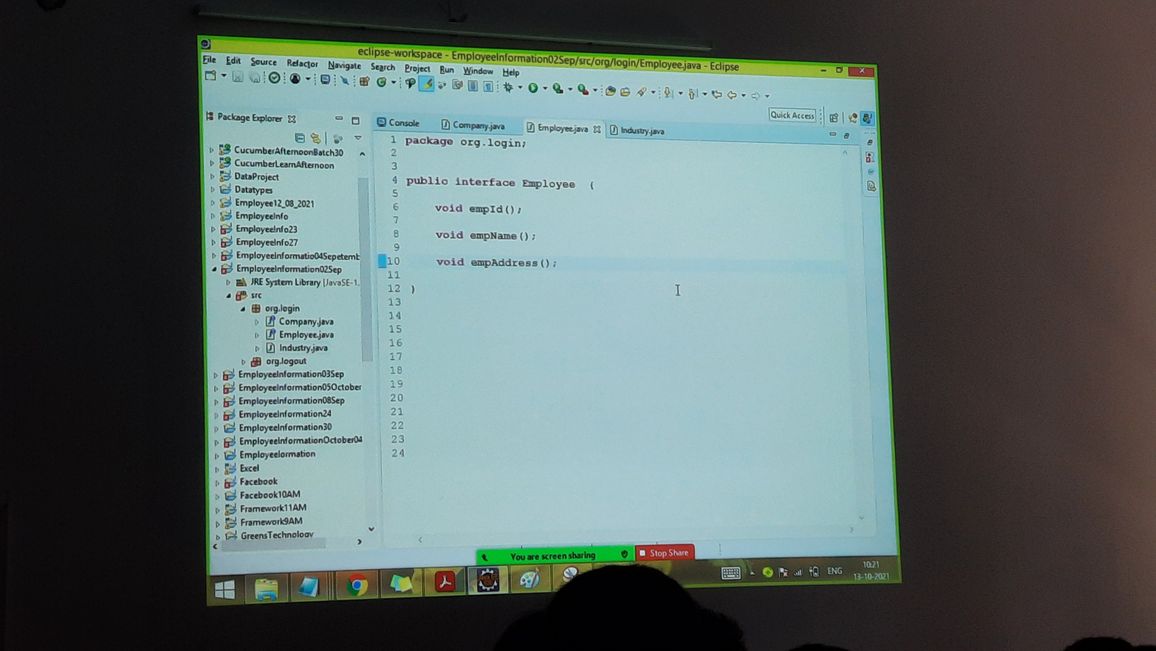 eclipse-workspace - EmployeeInformation02Sep/src/org/login/Employee.java - Eclipse
File Edit Source Refactor Navigate Search Project Run Window Help
Quick Access
Package Explorer
Console Company.java Employee.java Industry.java
CucumberAfternoonBatch30
CucumberLearnAfternoon
DataProject
Datatypes
Employee12_08_2021
EmployeeInfo
EmployeeInfo23
EmployeeInfo27
EmployeeInformatio04Sepetemb
EmployeeInformatio02Sep
JRE System Library [JavaSE-1.
src
org.login
Company.java
Employee.java
Industry.java
org.logout
EmployeeInformation03Sep
EmployeeInformation05October
EmployeeInformation08Sep
EmployeeInformation24
EmployeeInformation30
EmployeeInformationOctober04
Employeelormation
Excel
Facebook
Facebook10AM
Framework11AM
Framework9AM
GreensTechnology
1 package org.login;
2
3
4 public interface Employee {
5
6 void empId();
7
8 void empName();
9
10 void empAddress();
11
12 }
13
14
15
16
17
18
19
20
21
22
23
24
You are screen sharing Stop Share
ENG
10:21
13-10-2021